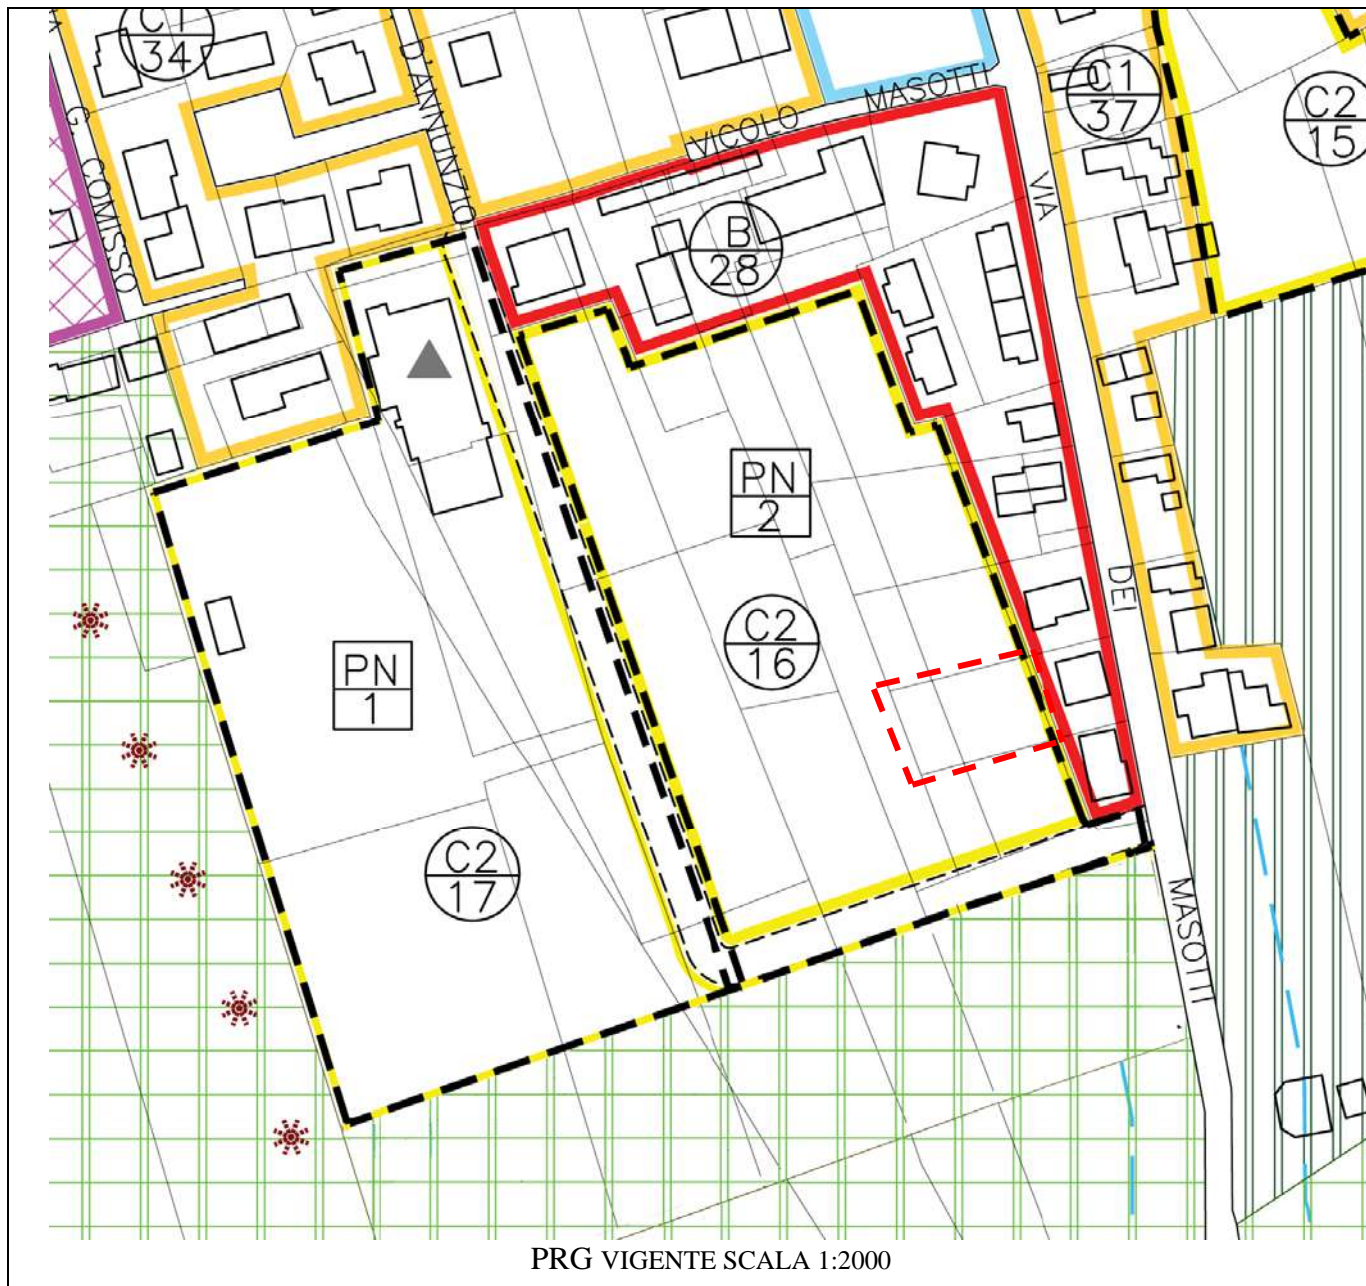 C1
34
D'ANNUNZIO
G. COMISSO
VICOLO MASOTTI
C1
37
C2
15
VIA DEI MASOTTI
B
28
PN
2
C2
16
PN
1
C2
17
PRG VIGENTE SCALA 1:2000